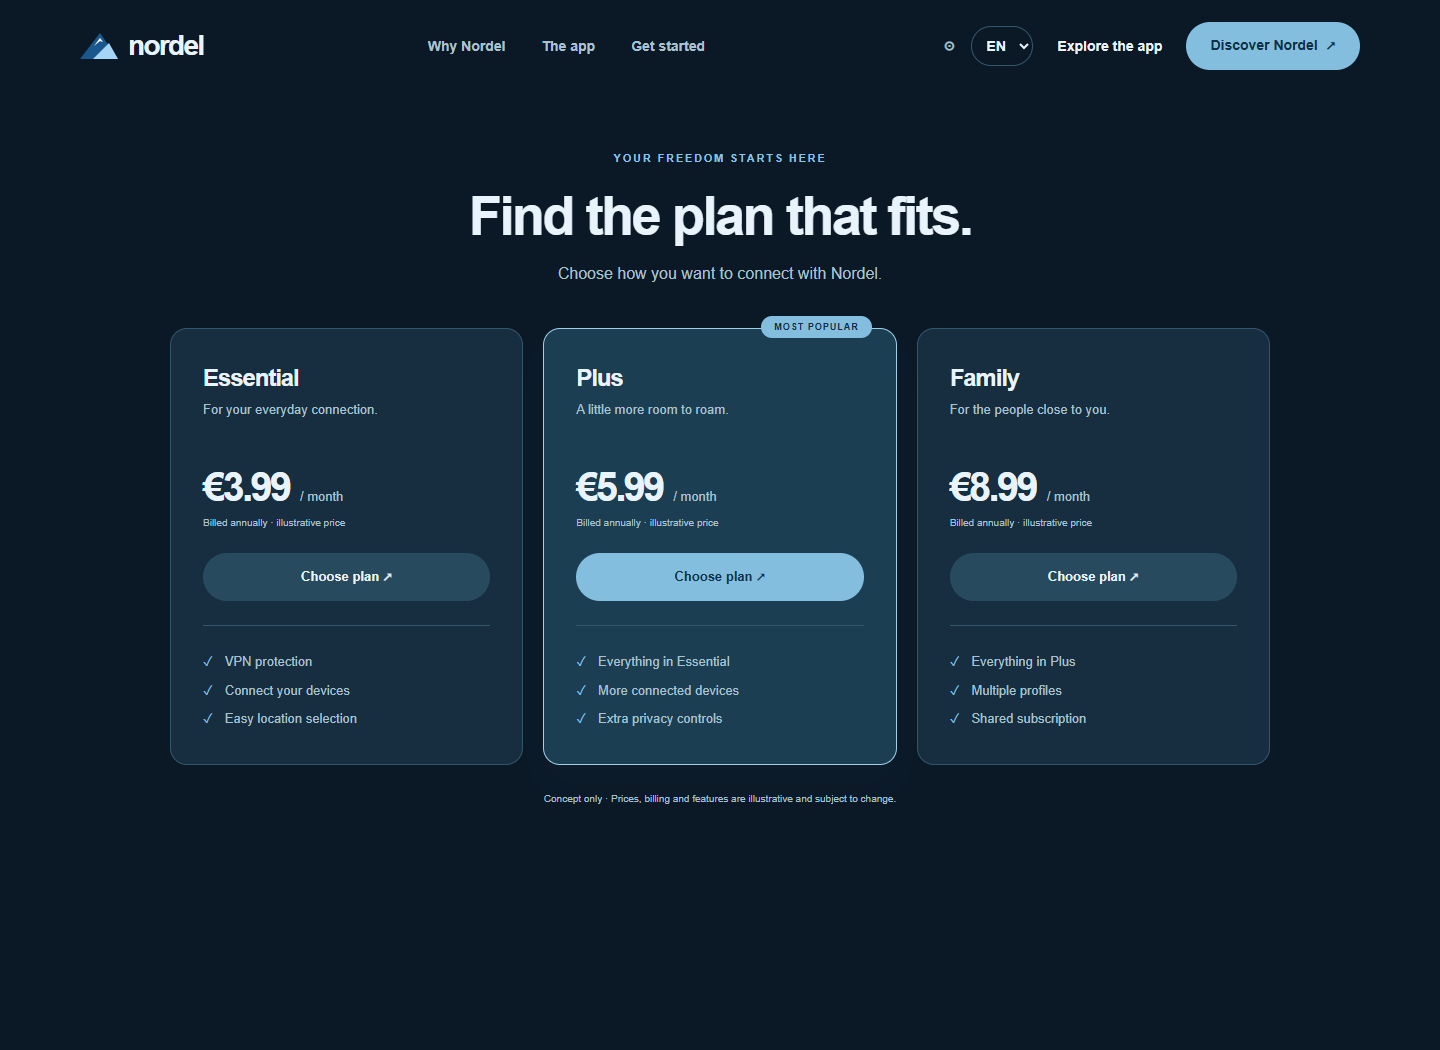 nordel
Why Nordel
The app
Get started
EN
Explore the app
Discover Nordel ↗
YOUR FREEDOM STARTS HERE
Find the plan that fits.
Choose how you want to connect with Nordel.
Essential
For your everyday connection.
€3.99 / month
Billed annually · illustrative price
Choose plan ↗
✓ VPN protection
✓ Connect your devices
✓ Easy location selection
MOST POPULAR
Plus
A little more room to roam.
€5.99 / month
Billed annually · illustrative price
Choose plan ↗
✓ Everything in Essential
✓ More connected devices
✓ Extra privacy controls
Family
For the people close to you.
€8.99 / month
Billed annually · illustrative price
Choose plan ↗
✓ Everything in Plus
✓ Multiple profiles
✓ Shared subscription
Concept only · Prices, billing and features are illustrative and subject to change.